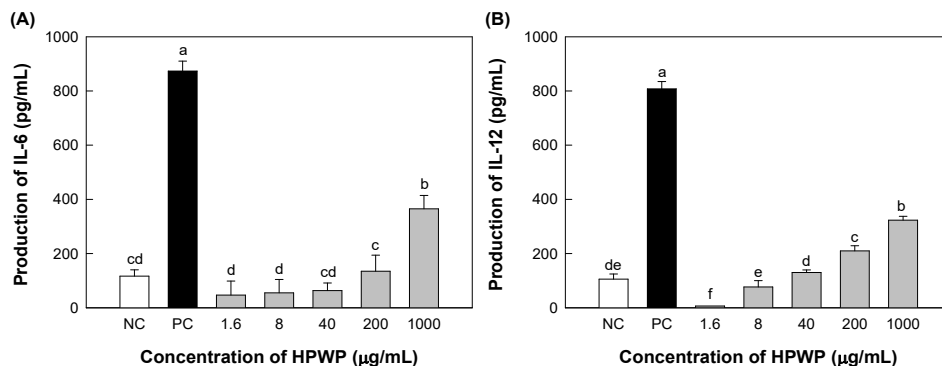 (A)
Production of IL-6 (pg/mL)
1000
800
600
400
200
0
cd
a
d
d
cd
c
b
NC PC 1.6 8 40 200 1000
Concentration of HPWP (μg/mL)
(B)
Production of IL-12 (pg/mL)
1000
800
600
400
200
0
de
a
f
e
d
c
b
NC PC 1.6 8 40 200 1000
Concentration of HPWP (μg/mL)